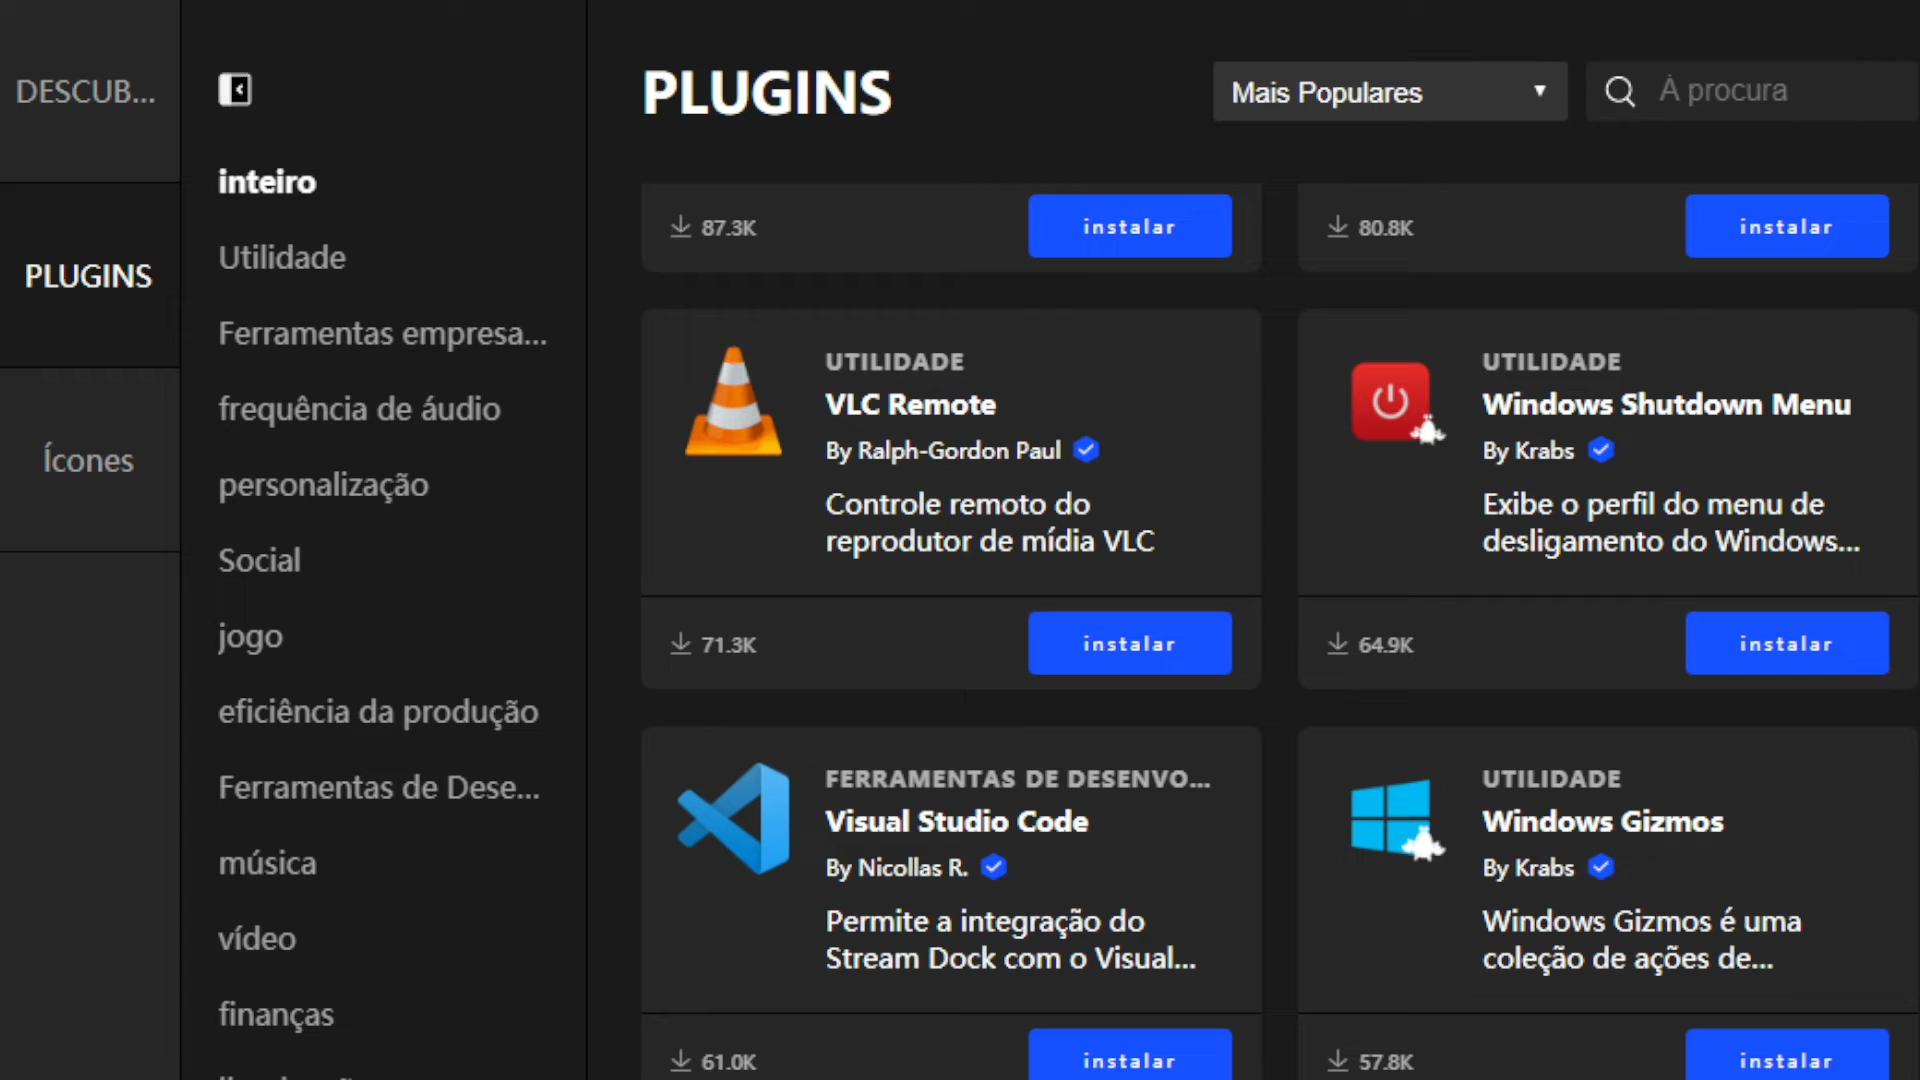 DESCUB...
PLUGINS
Ícones
inteiro
Utilidade
Ferramentas empresa...
frequência de áudio
personalização
Social
jogo
eficiência da produção
Ferramentas de Dese...
música
vídeo
finanças
PLUGINS
Mais Populares
À procura
87.3K
instalar
80.8K
instalar
UTILIDADE
VLC Remote
By Ralph-Gordon Paul
Controle remoto do
reprodutor de mídia VLC
71.3K
instalar
UTILIDADE
Windows Shutdown Menu
By Krabs
Exibe o perfil do menu de
desligamento do Windows...
64.9K
instalar
FERRAMENTAS DE DESENVO...
Visual Studio Code
By Nicollas R.
Permite a integração do
Stream Dock com o Visual...
61.0K
instalar
UTILIDADE
Windows Gizmos
By Krabs
Windows Gizmos é uma
coleção de ações de...
57.8K
instalar